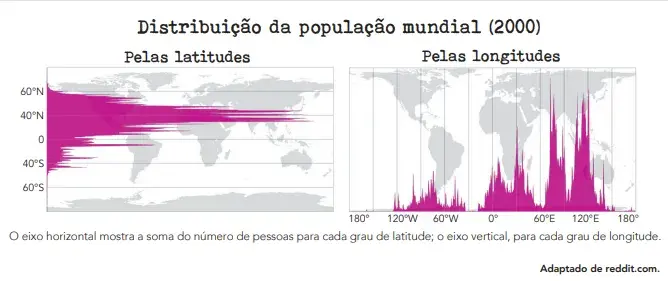 Distribuição da população mundial (2000)
Pelas latitudes
Pelas longitudes
60°N
40°N
0
40°S
60°S
180° 120°W 60°W 0° 60°E 120°E 180°
O eixo horizontal mostra a soma do número de pessoas para cada grau de latitude; o eixo vertical, para cada grau de longitude.
Adaptado de reddit.com.